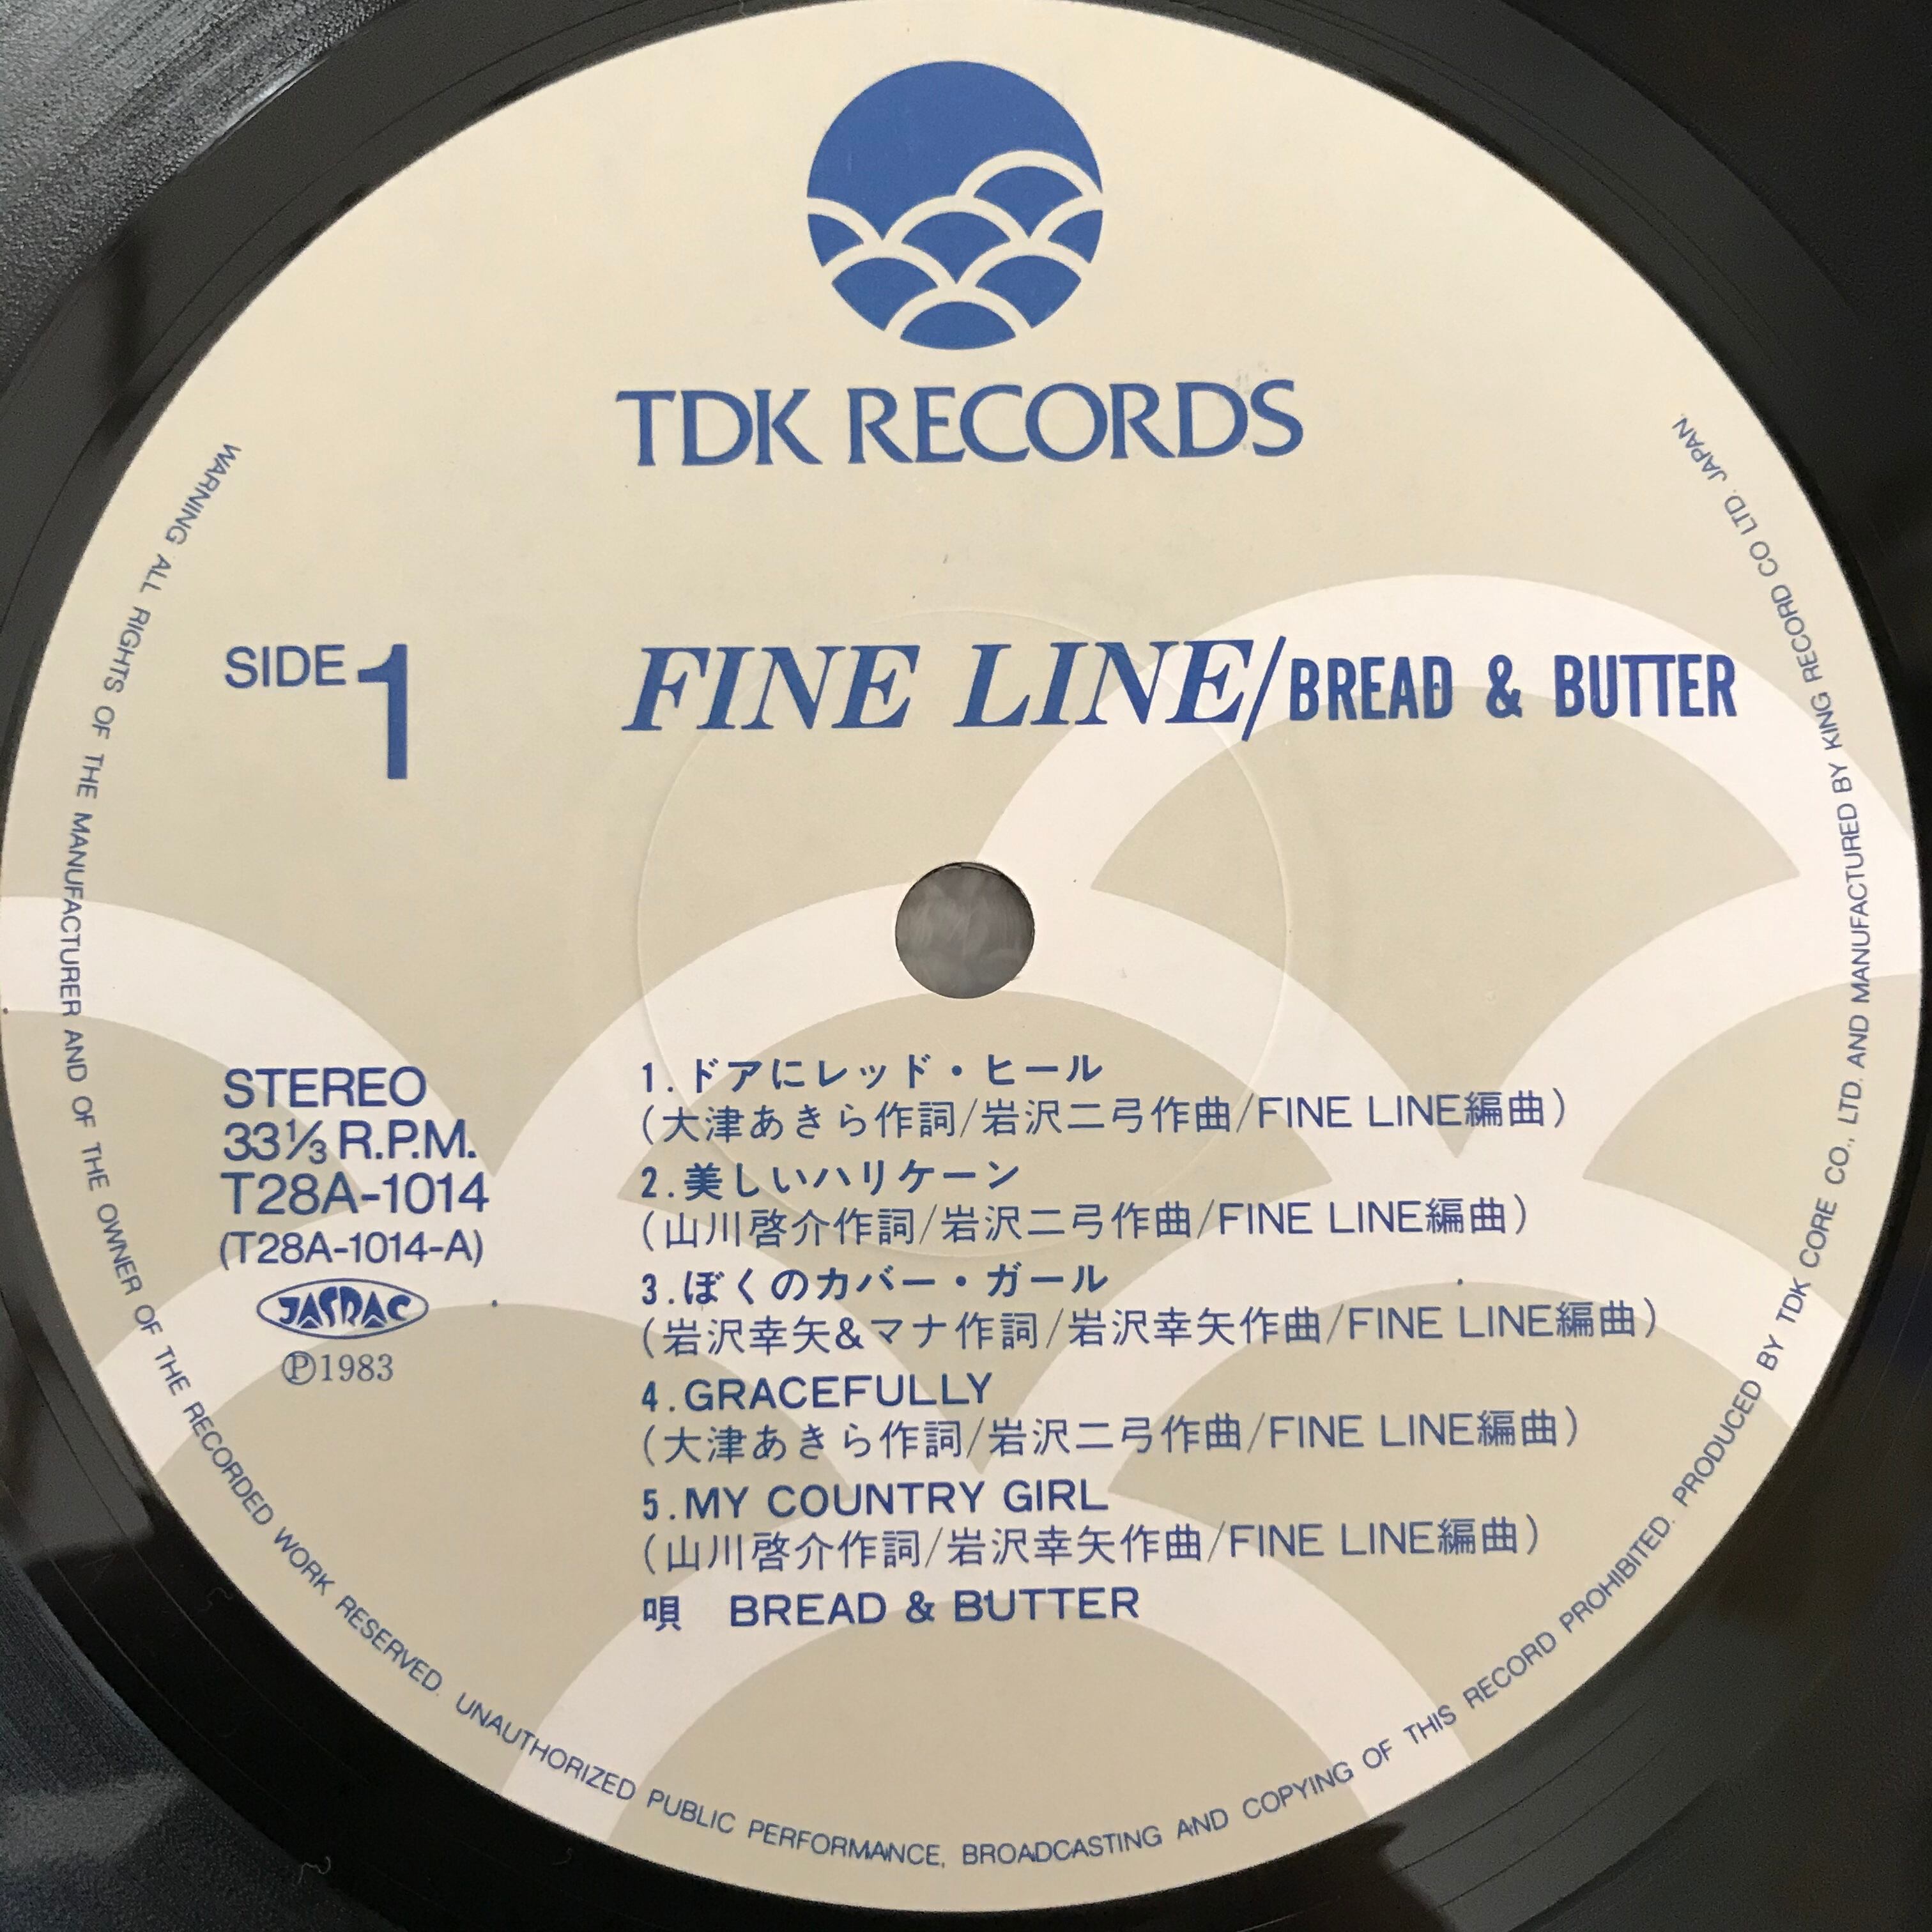 TDK RECORDS
SIDE 1
FINE LINE/BREAD & BUTTER
STEREO
33⅓ R.P.M.
T28A-1014
(T28A-1014-A)
JASRAC
Ⓟ1983
1.ドアにレッド・ヒール
(大津あきら作詞/岩沢二弓作曲/FINE LINE編曲)
2.美しいハリケーン
(山川啓介作詞/岩沢二弓作曲/FINE LINE編曲)
3.ぼくのカバー・ガール
(岩沢幸矢&マナ作詞/岩沢幸矢作曲/FINE LINE編曲)
4.GRACEFULLY
(大津あきら作詞/岩沢二弓作曲/FINE LINE編曲)
5.MY COUNTRY GIRL
(山川啓介作詞/岩沢幸矢作曲/FINE LINE編曲)
唄 BREAD & BUTTER
WARNING ALL RIGHTS OF THE MANUFACTURER AND OF THE OWNER OF THE RECORDED WORK RESERVED. UNAUTHORIZED PUBLIC PERFORMANCE, BROADCASTING AND COPYING OF THIS RECORD PROHIBITED. PRODUCED BY TDK CORE CO., LTD. AND MANUFACTURED BY KING RECORD CO LTD. JAPAN.